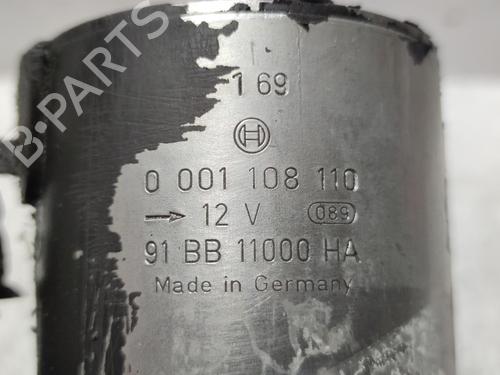 1 69
0 001 108 110
→ 12 V 089
91 BB 11000 HA
Made in Germany
B-PARTS